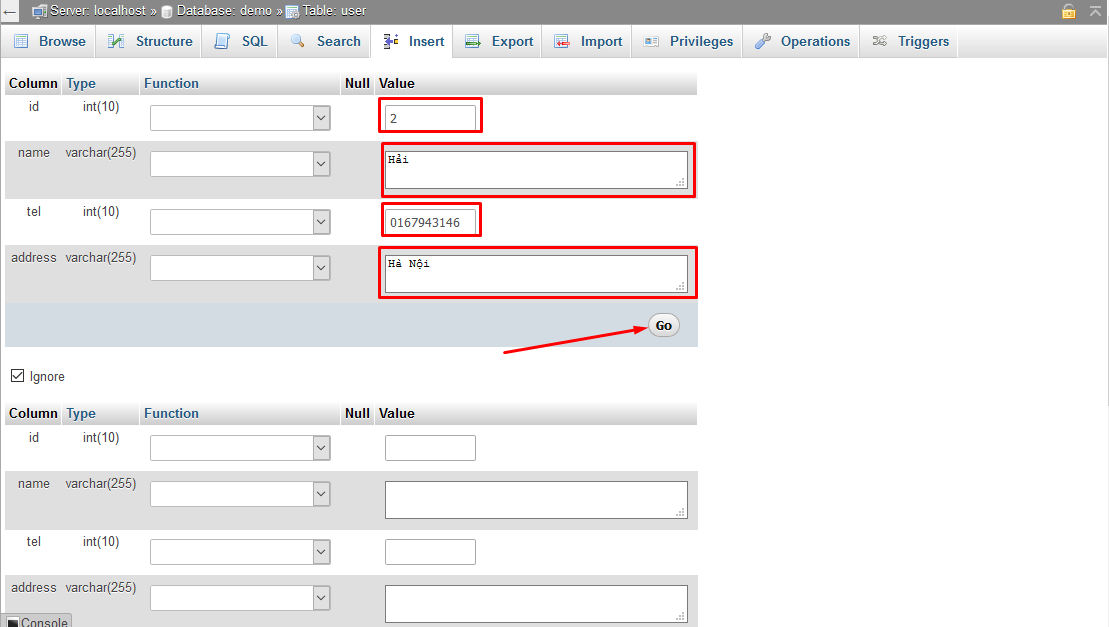 Server: localhost » Database: demo » Table: user
Browse Structure SQL Search Insert Export Import Privileges Operations Triggers
Column Type Function Null Value
id int(10) 2
name varchar(255) Hải
tel int(10) 0167943146
address varchar(255) Hà Nội
Go
Ignore
Column Type Function Null Value
id int(10)
name varchar(255)
tel int(10)
address varchar(255)
Console